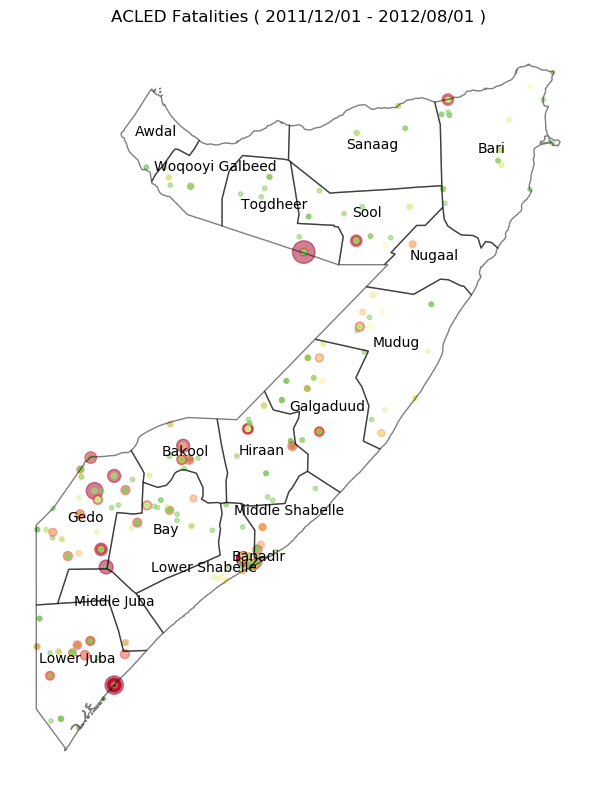 ACLED Fatalities ( 2011/12/01 - 2012/08/01 )
Awdal
Sanaag
Bari
Woqooyi Galbeed
Togdheer
Sool
Nugaal
Mudug
Galgaduud
Bakool
Hiraan
Middle Shabelle
Gedo
Bay
Banadir
Lower Shabelle
Middle Juba
Lower Juba